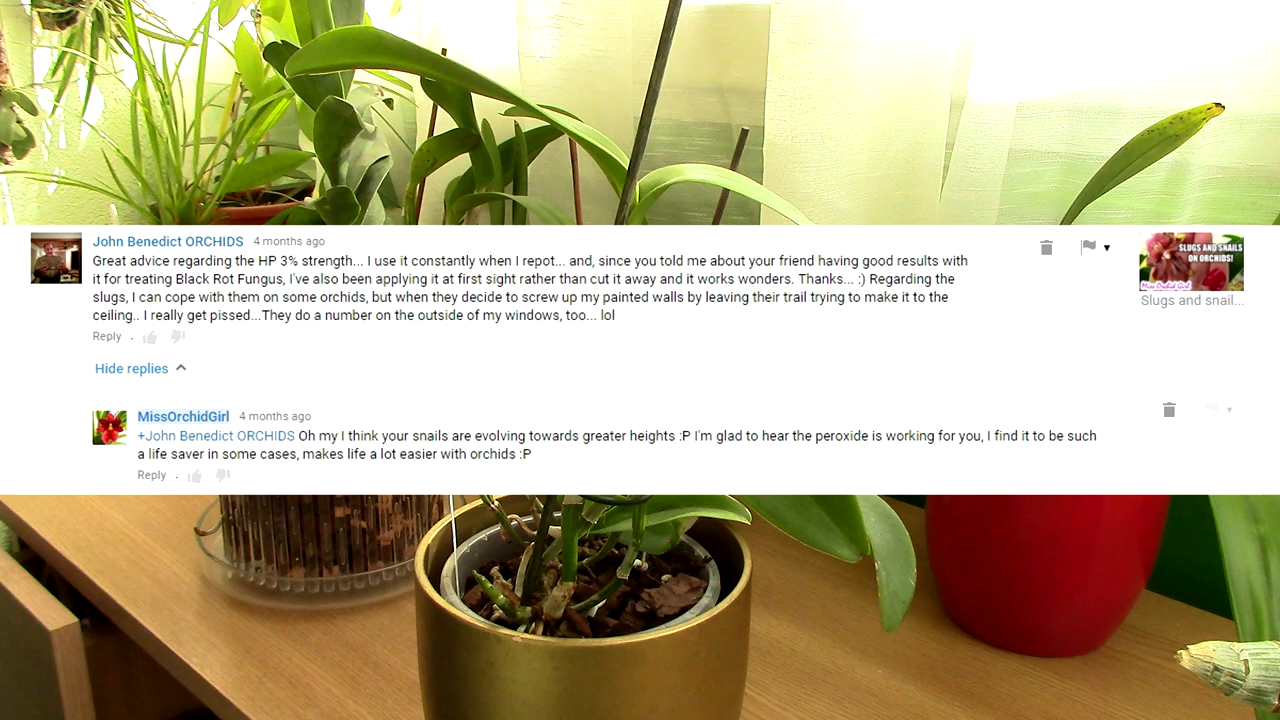 John Benedict ORCHIDS 4 months ago
Great advice regarding the HP 3% strength... I use it constantly when I repot... and, since you told me about your friend having good results with
it for treating Black Rot Fungus, I've also been applying it at first sight rather than cut it away and it works wonders. Thanks... :) Regarding the
slugs, I can cope with them on some orchids, but when they decide to screw up my painted walls by leaving their trail trying to make it to the
ceiling.. I really get pissed...They do a number on the outside of my windows, too... lol
Reply .
SLUGS AND SNAILS
ON ORCHIDS!
Miss Orchid Girl
Slugs and snail...
Hide replies
MissOrchidGirl 4 months ago
+John Benedict ORCHIDS Oh my I think your snails are evolving towards greater heights :P I'm glad to hear the peroxide is working for you, I find it to be such
a life saver in some cases, makes life a lot easier with orchids :P
Reply .